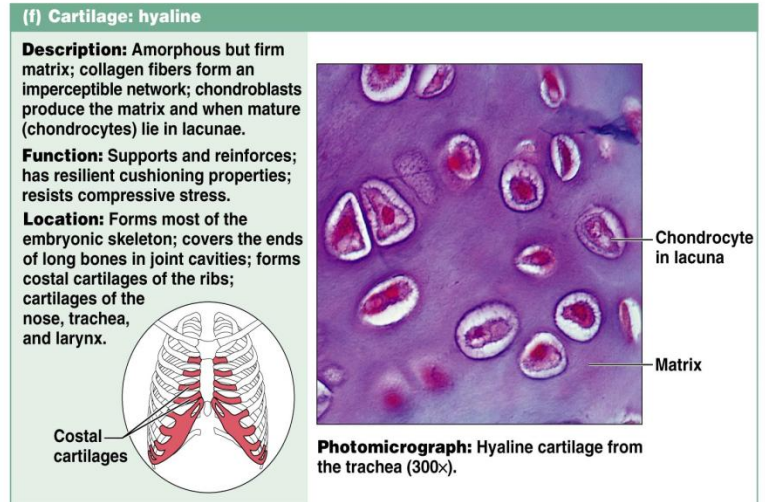 (f) Cartilage: hyaline
Description: Amorphous but firm
matrix; collagen fibers form an
imperceptible network; chondroblasts
produce the matrix and when mature
(chondrocytes) lie in lacunae.
Function: Supports and reinforces;
has resilient cushioning properties;
resists compressive stress.
Location: Forms most of the
embryonic skeleton; covers the ends
of long bones in joint cavities; forms
costal cartilages of the ribs;
cartilages of the
nose, trachea,
and larynx.
Costal
cartilages
Chondrocyte
in lacuna
Matrix
Photomicrograph: Hyaline cartilage from
the trachea (300×).